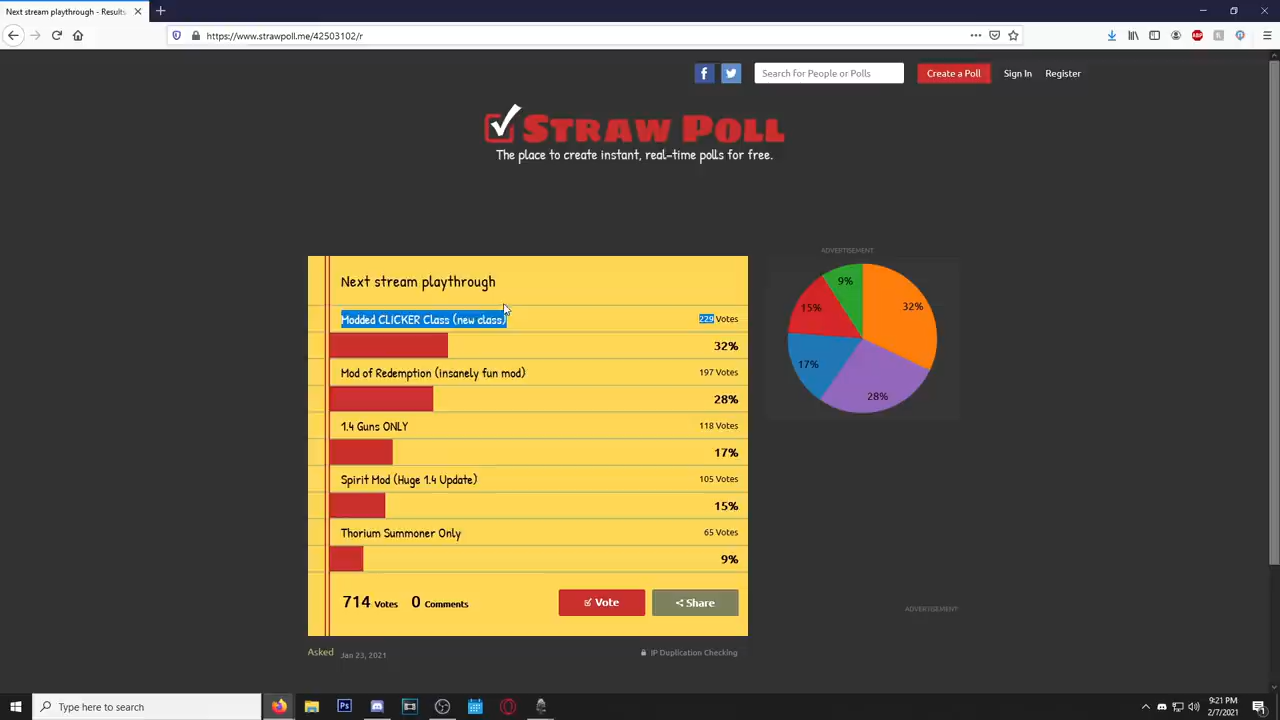 Next stream playthrough - Results
https://www.strawpoll.me/42503102/r
Search for People or Polls
Create a Poll
Sign In
Register
STRAW POLL
The place to create instant, real-time polls for free.
ADVERTISEMENT
Next stream playthrough
Modded CLICKER Class (new class) 229 Votes
32%
Mod of Redemption (insanely fun mod) 197 Votes
28%
1.4 Guns ONLY 118 Votes
17%
Spirit Mod (Huge 1.4 Update) 105 Votes
15%
Thorium Summoner Only 65 Votes
9%
714 Votes 0 Comments
Vote
Share
9%
32%
15%
17%
28%
ADVERTISEMENT
Asked Jan 23, 2021
IP Duplication Checking
Type here to search
9:21 PM
2/7/2021